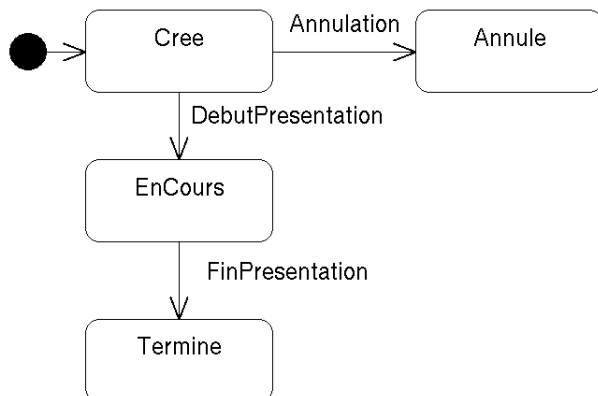 Cree
Annulation
Annule
DebutPresentation
EnCours
FinPresentation
Termine